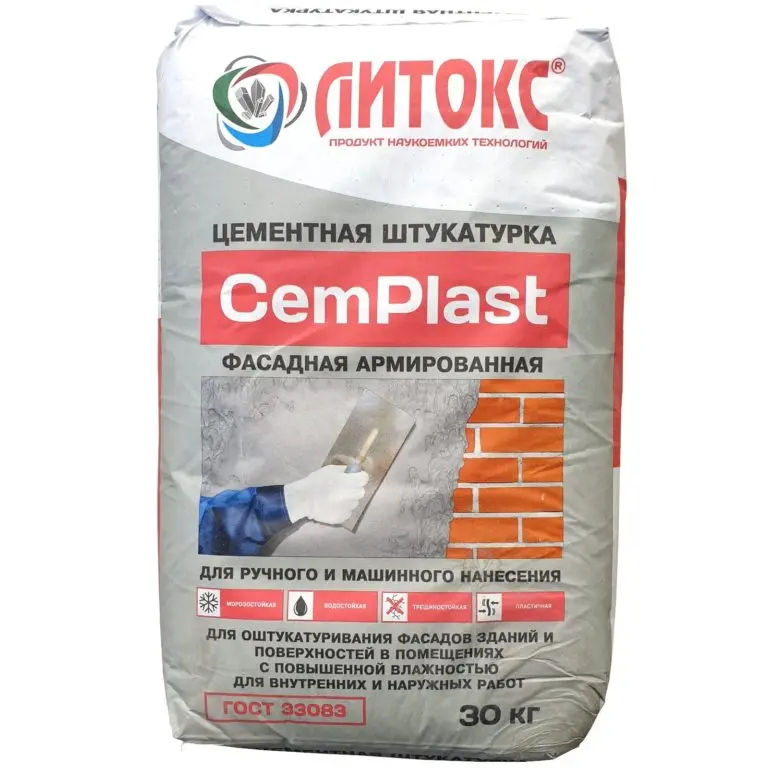 ЛИТОКС®
ПРОДУКТ НАУКОЕМКИХ ТЕХНОЛОГИЙ
ЦЕМЕНТНАЯ ШТУКАТУРКА
CemPlast
ФАСАДНАЯ АРМИРОВАННАЯ
ДЛЯ РУЧНОГО И МАШИННОГО НАНЕСЕНИЯ
МОРОЗОСТОЙКАЯ ВОДОСТОЙКАЯ ТРЕЩИНОСТОЙКАЯ ПЛАСТИЧНАЯ
ДЛЯ ОШТУКАТУРИВАНИЯ ФАСАДОВ ЗДАНИЙ И
ПОВЕРХНОСТЕЙ В ПОМЕЩЕНИЯХ
С ПОВЫШЕННОЙ ВЛАЖНОСТЬЮ
ДЛЯ ВНУТРЕННИХ И НАРУЖНЫХ РАБОТ
ГОСТ 33083 30 КГ